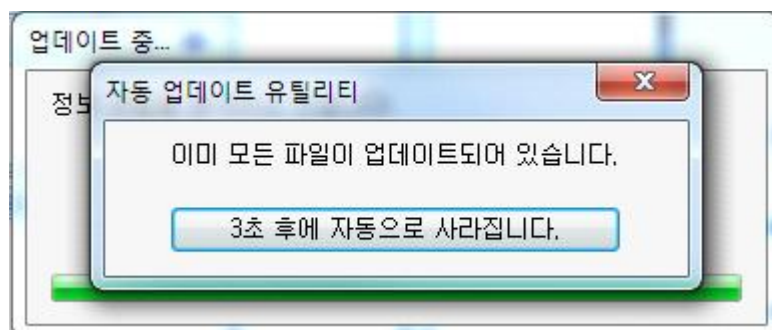 업데이트 중...
자동 업데이트 유틸리티
이미 모든 파일이 업데이트되어 있습니다.
3초 후에 자동으로 사라집니다.